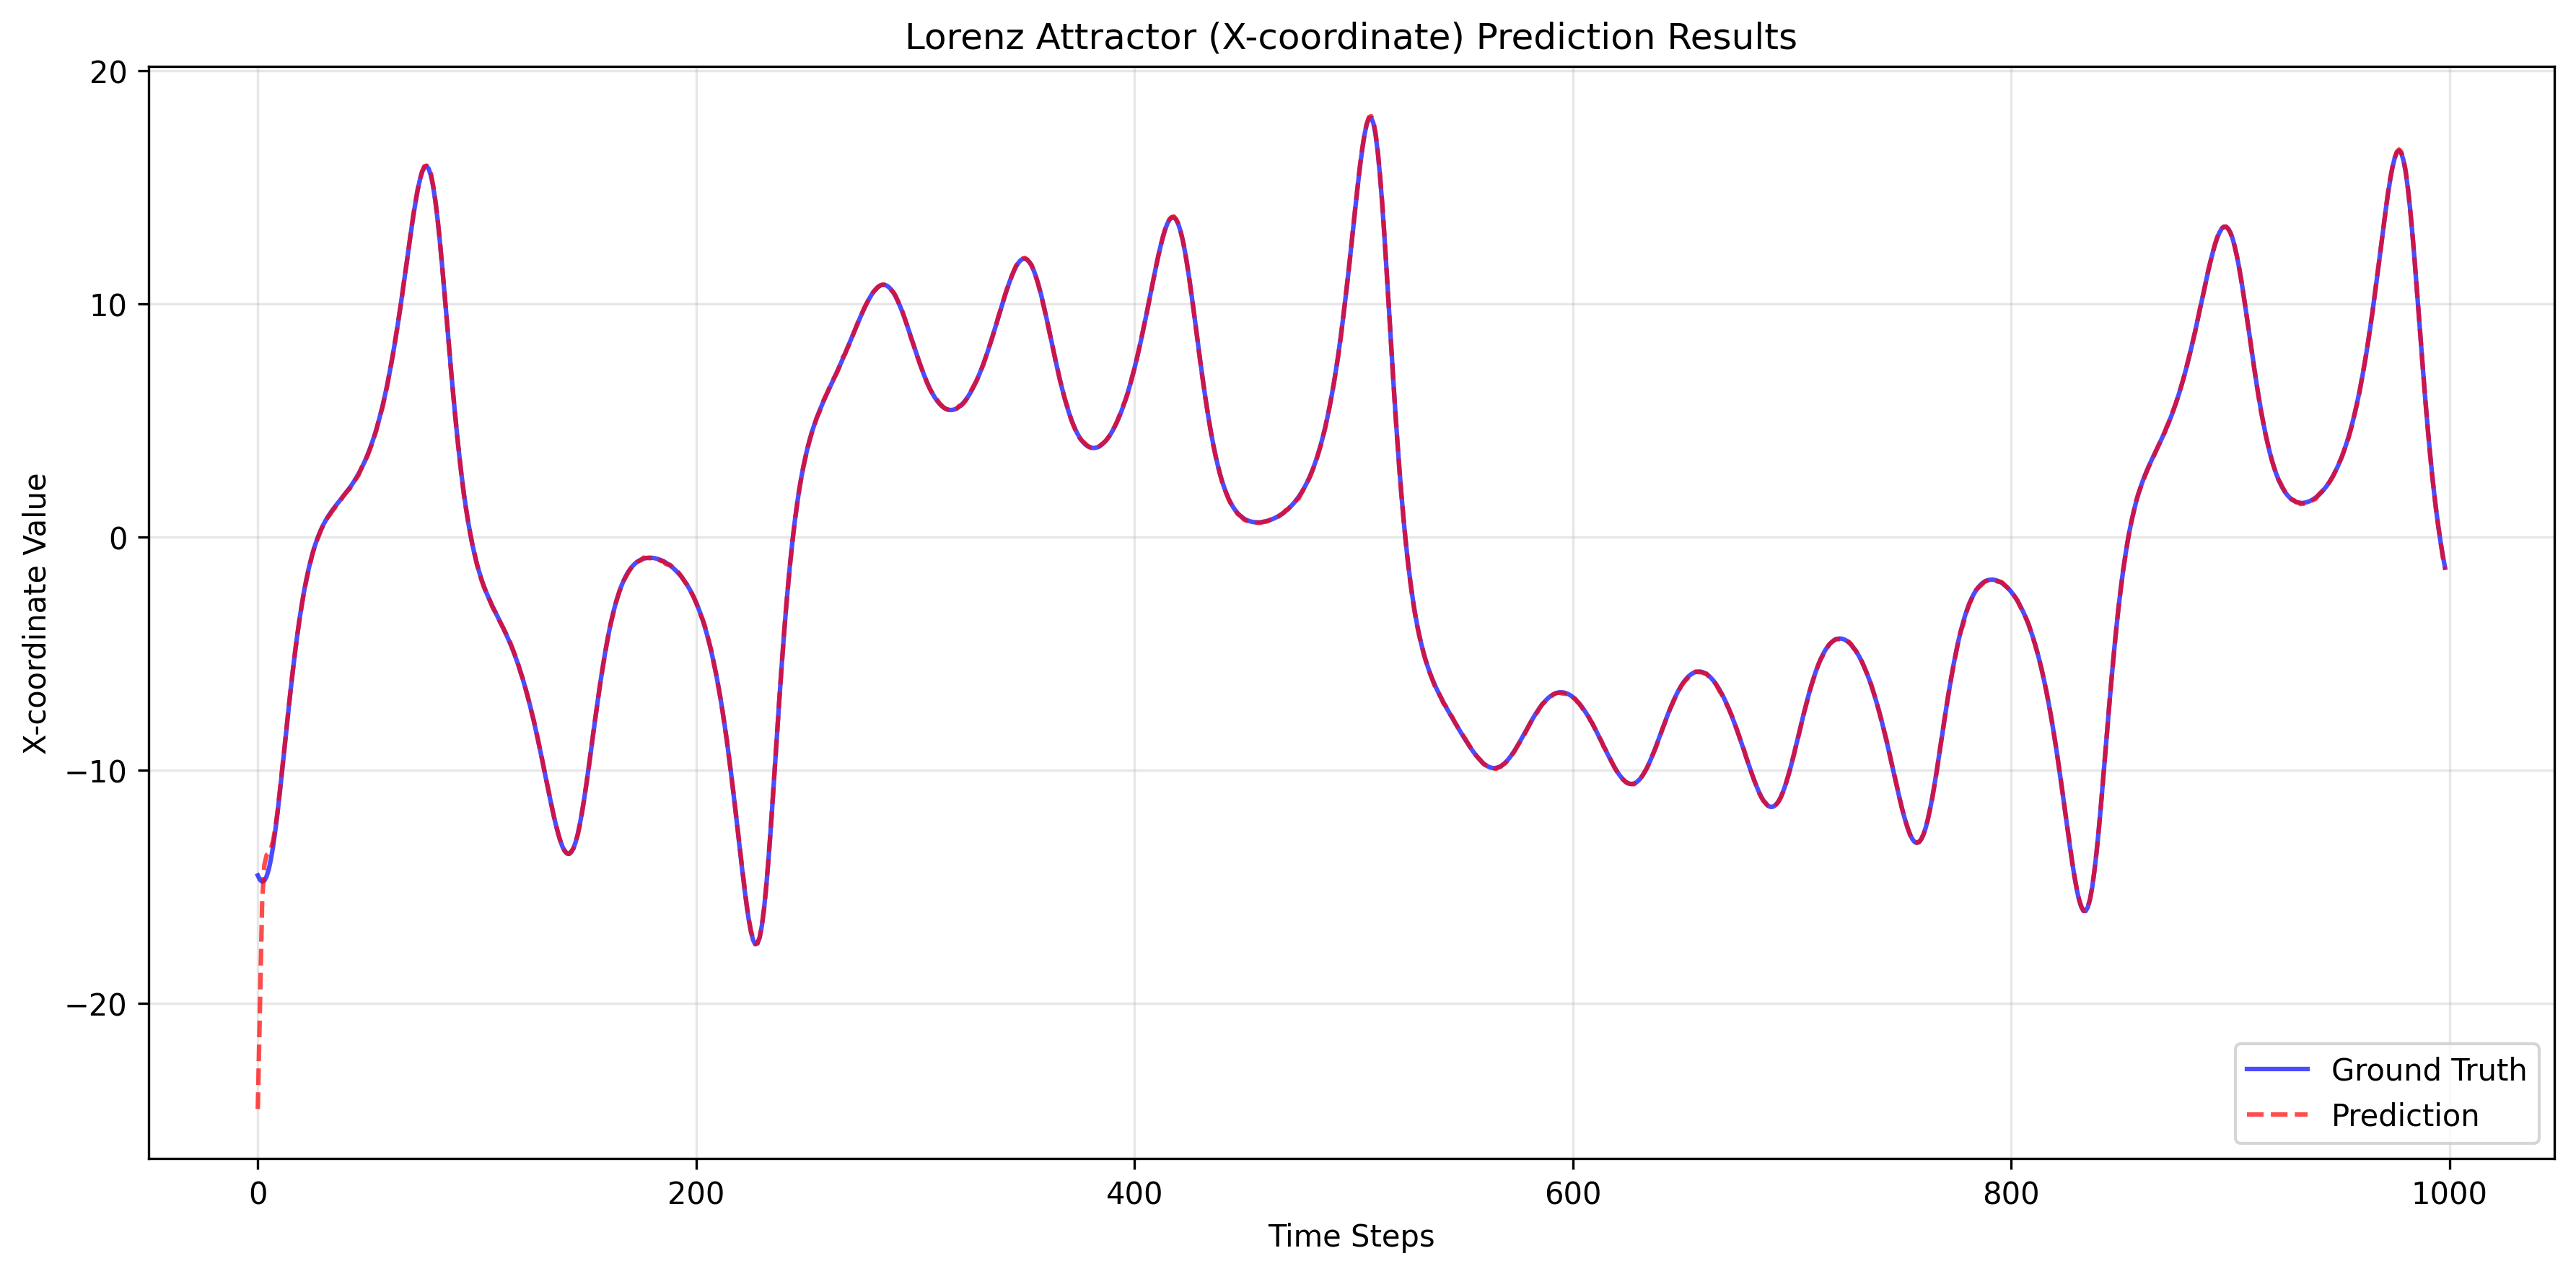 Lorenz Attractor (X-coordinate) Prediction Results
20
10
0
−10
−20
X-coordinate Value
0
200
400
600
800
1000
Time Steps
Ground Truth
Prediction